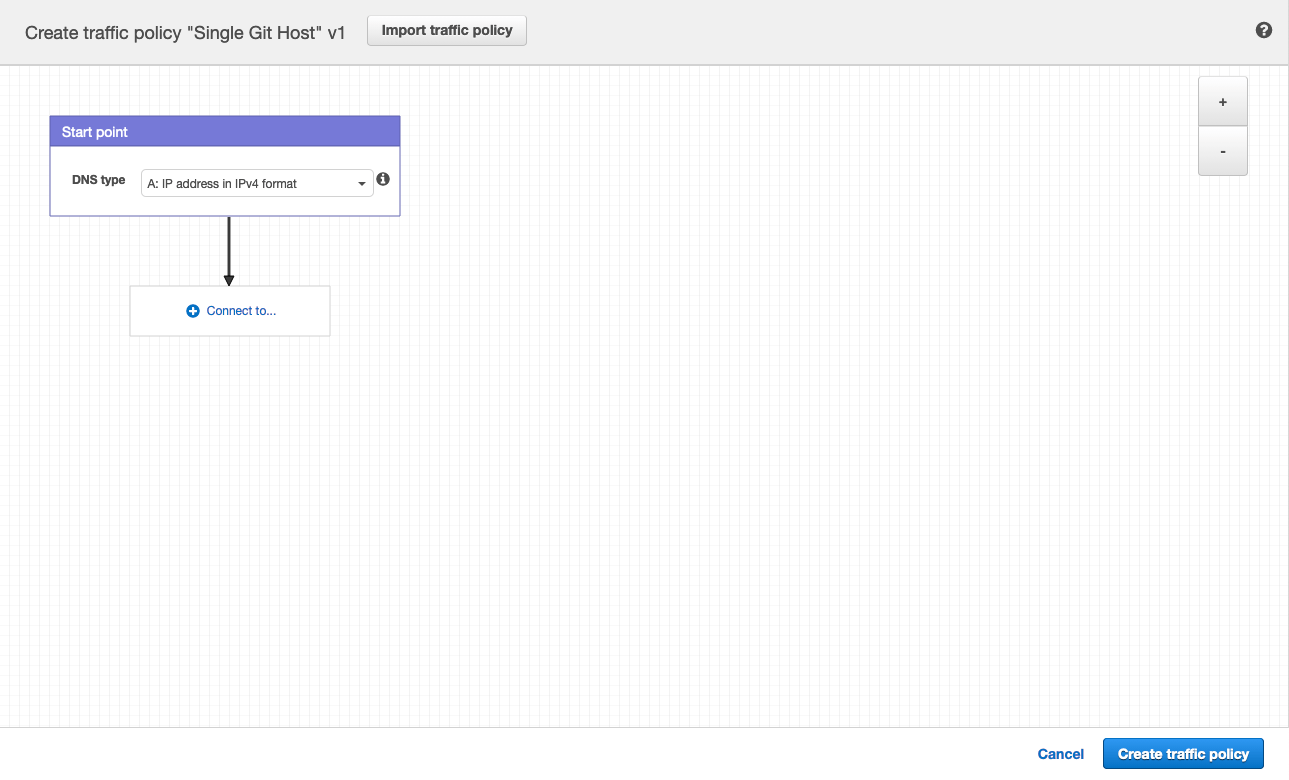 Create traffic policy "Single Git Host" v1
Import traffic policy
?
+
-
Start point
DNS type
A: IP address in IPv4 format
Connect to...
Cancel
Create traffic policy